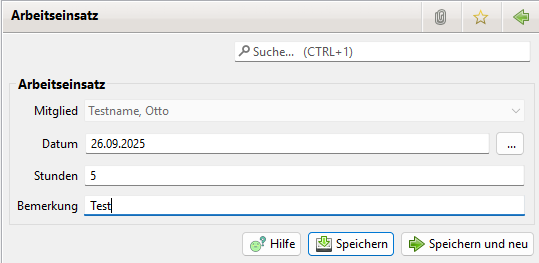 Arbeitseinsatz
Suche... (CTRL+1)
Arbeitseinsatz
Mitglied Testname, Otto
Datum 26.09.2025 ...
Stunden 5
Bemerkung Test
Hilfe Speichern Speichern und neu